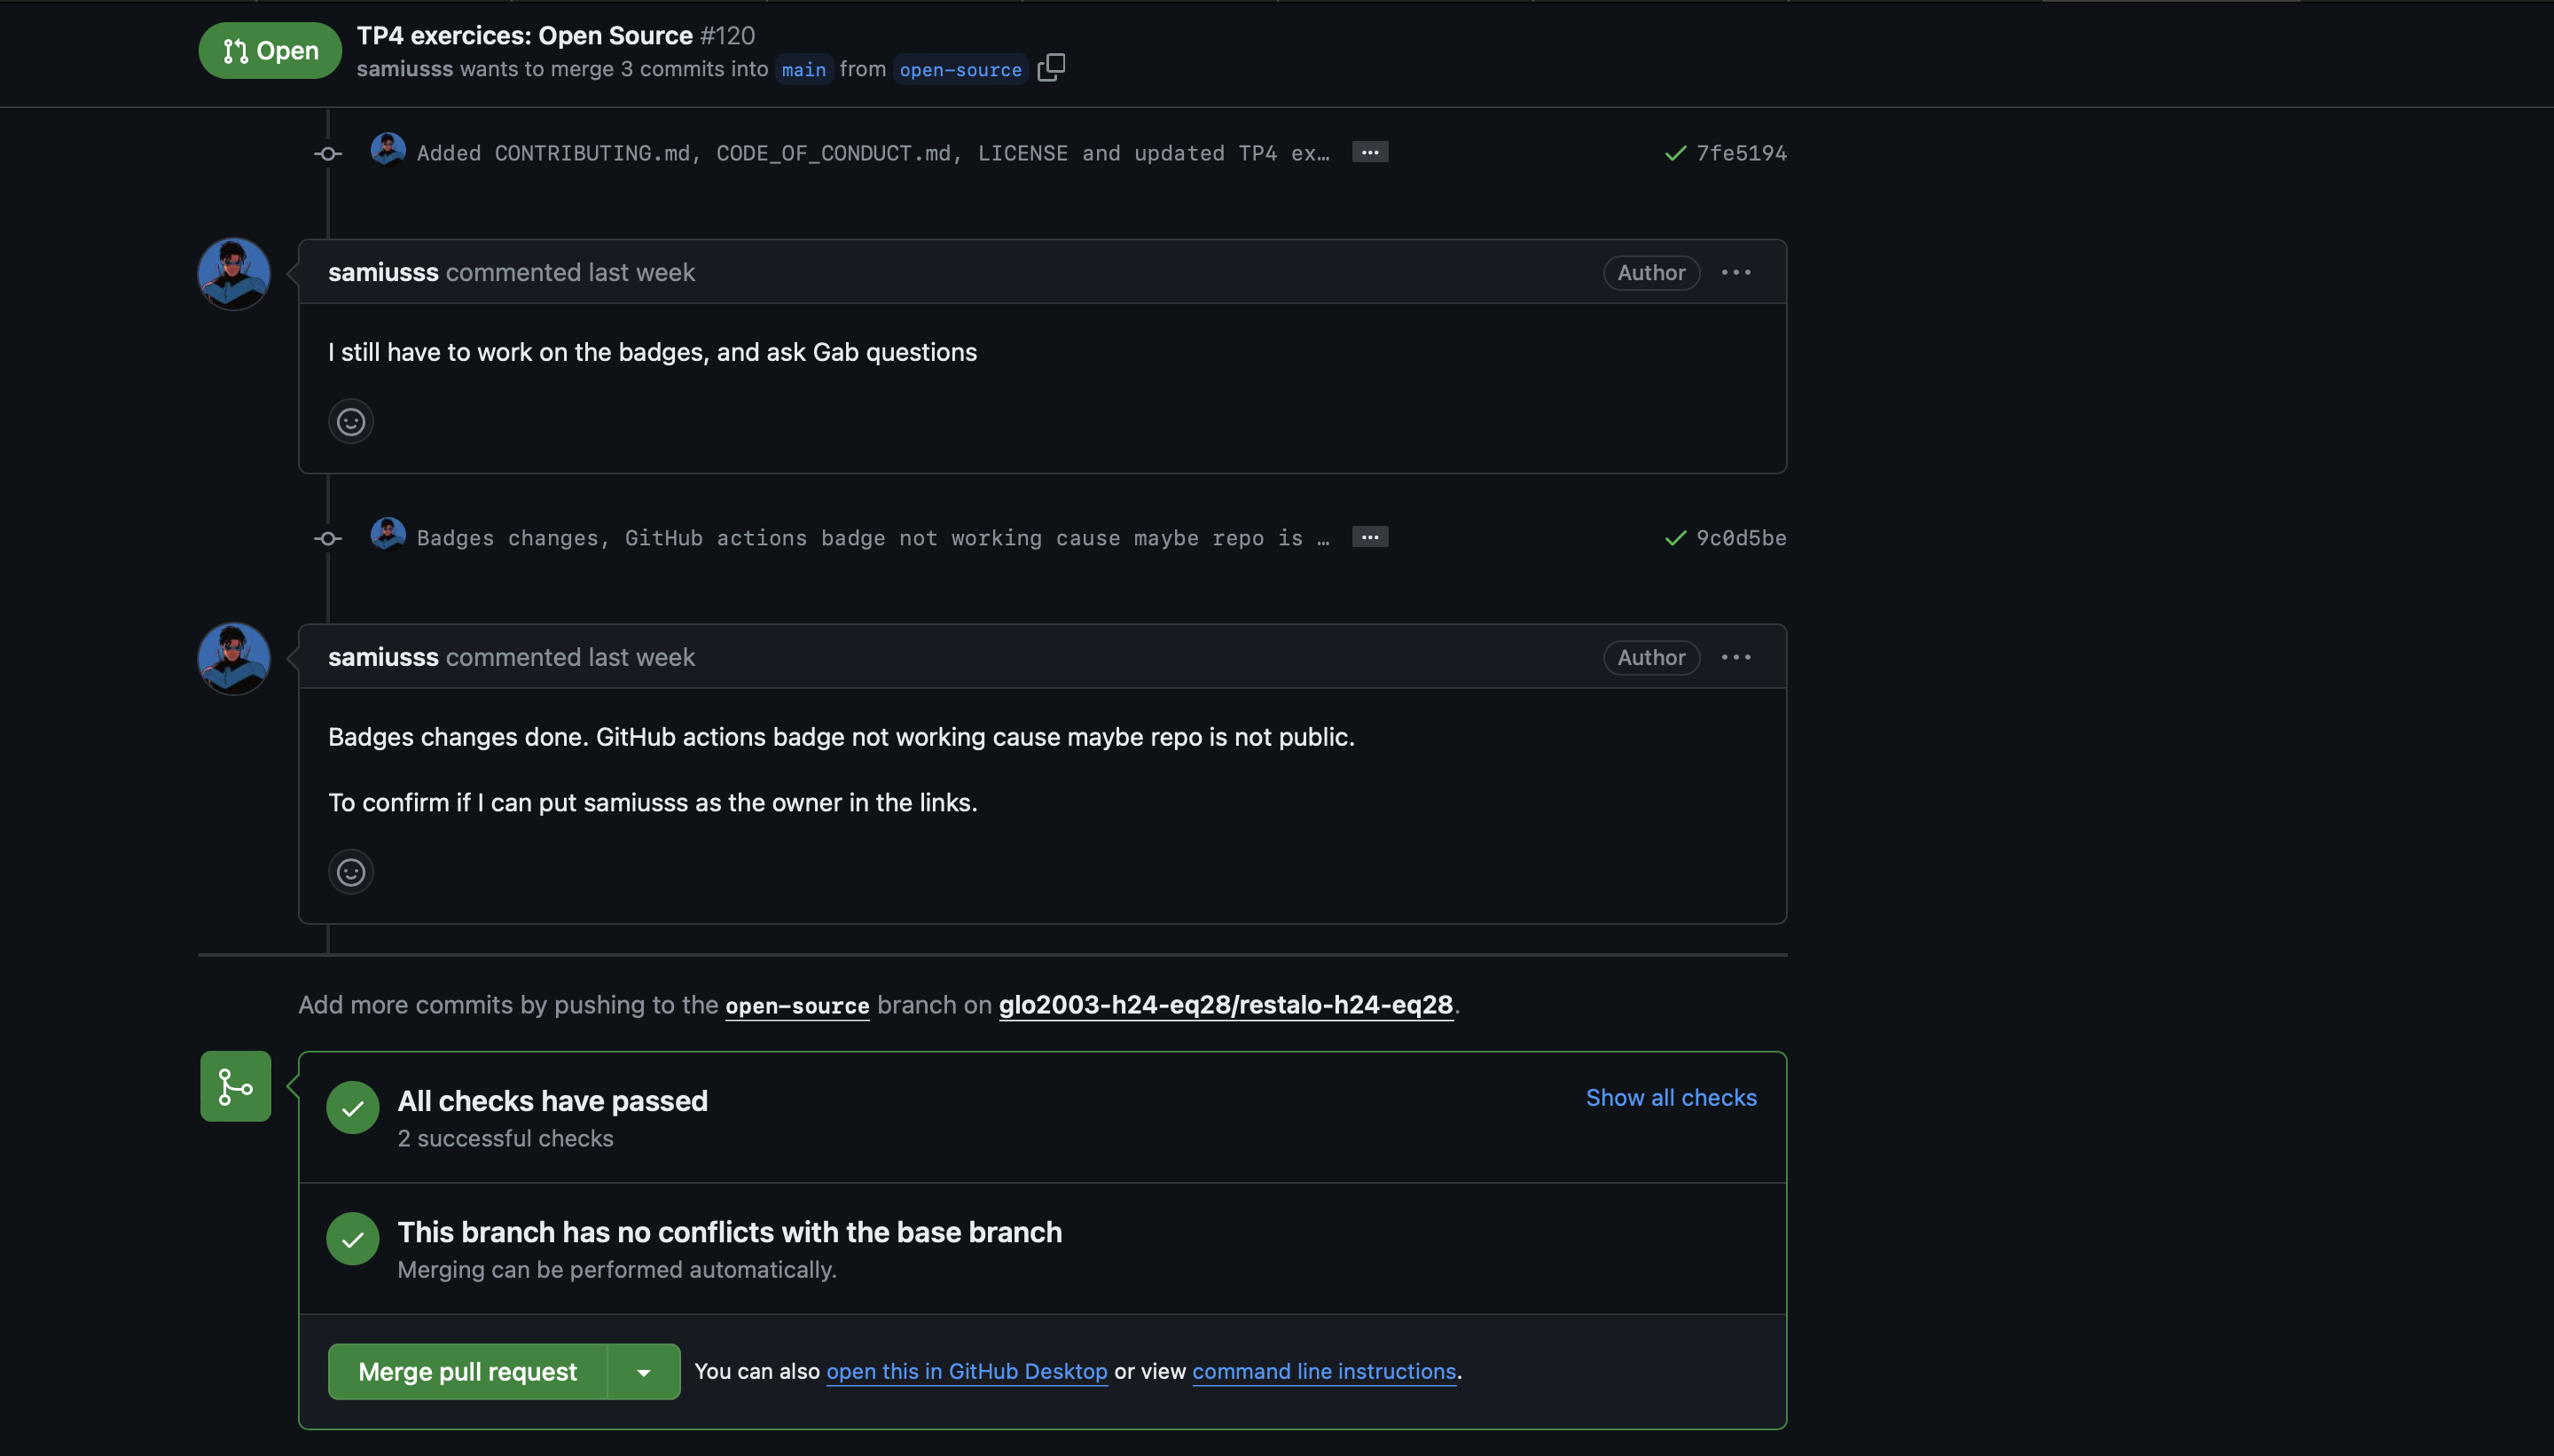 Open
TP4 exercices: Open Source #120
samiusss wants to merge 3 commits into main from open-source
Added CONTRIBUTING.md, CODE_OF_CONDUCT.md, LICENSE and updated TP4 ex… ...
7fe5194
samiusss commented last week
Author
I still have to work on the badges, and ask Gab questions
Badges changes, GitHub actions badge not working cause maybe repo is … ...
9c0d5be
samiusss commented last week
Author
Badges changes done. GitHub actions badge not working cause maybe repo is not public.
To confirm if I can put samiusss as the owner in the links.
Add more commits by pushing to the open-source branch on glo2003-h24-eq28/restalo-h24-eq28.
All checks have passed
Show all checks
2 successful checks
This branch has no conflicts with the base branch
Merging can be performed automatically.
Merge pull request
You can also open this in GitHub Desktop or view command line instructions.